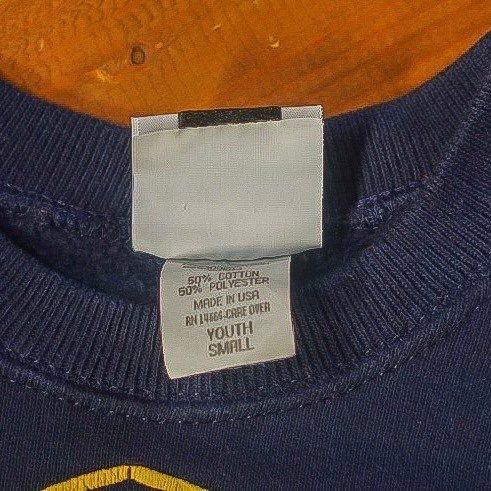 50% COTTON
50% POLYESTER
MADE IN USA
RN 14664-CARE OVER
YOUTH
SMALL